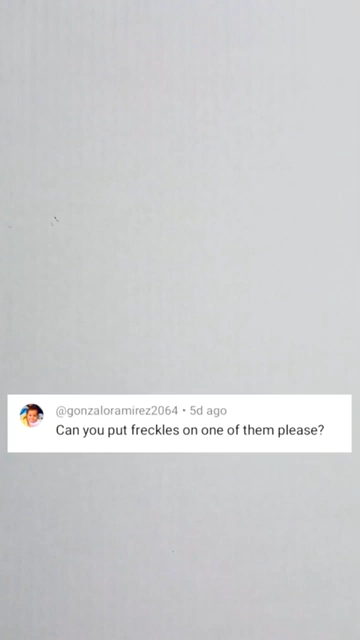 @gonzaloramirez2064 • 5d ago
Can you put freckles on one of them please?